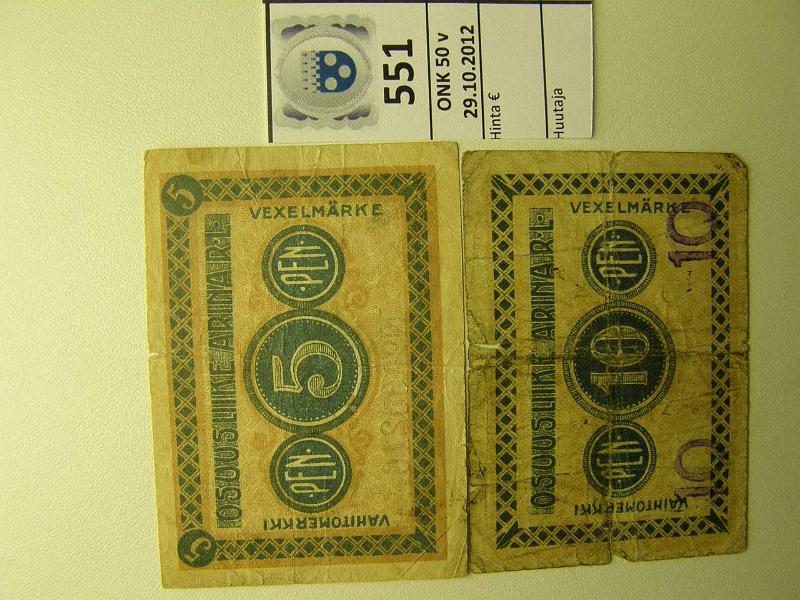 551
ONK 50 v
29.10.2012
Hinta €
Huutaja
OSUUSLIIKE ARINA R·L
5
5
VEXELMÄRKE
·PEN·
5
·PEN·
VAIHTOMERKKI
OSUUSLIIKE ARINA R·L
VEXELMÄRKE
·PEN·
10
·PEN·
VAIHTOMERKKI
10
10